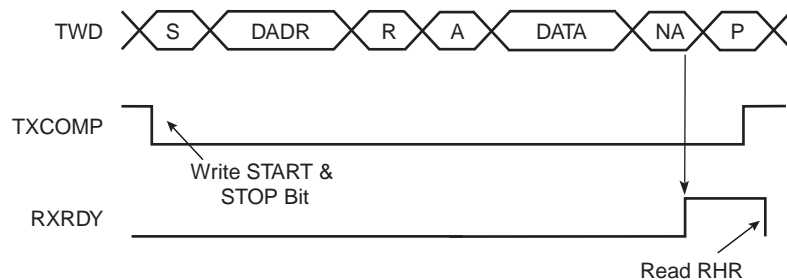 TWD S DADR R A DATA NA P
TXCOMP
Write START &
STOP Bit
RXRDY
Read RHR